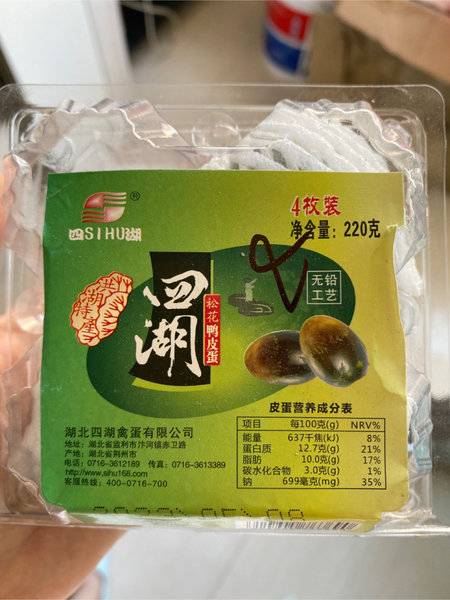 四SIHU湖
®
4枚装
净含量：220克
洪湖特产
四湖
松花鸭皮蛋
无铅
工艺
皮蛋营养成分表
项目 每100克(g) NRV%
能量 637千焦(kJ) 8%
蛋白质 12.7克(g) 21%
脂肪 10.0克(g) 17%
碳水化合物 3.0克(g) 1%
钠 699毫克(mg) 35%
湖北四湖禽蛋有限公司
地址：湖北省监利市汴河镇赤卫路
产地：湖北省荆州市
电话：0716-3612189 传真：0716-3613389
http://www.sihu168.com
客服热线：400-0716-700